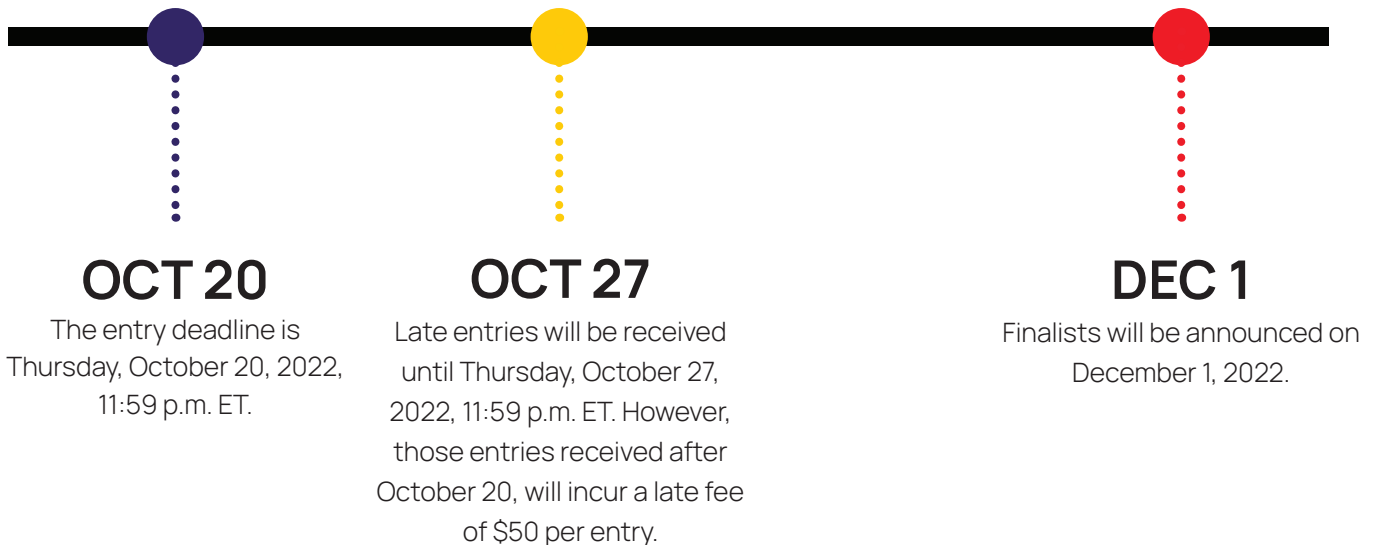 OCT 20
The entry deadline is
Thursday, October 20, 2022,
11:59 p.m. ET.
OCT 27
Late entries will be received
until Thursday, October 27,
2022, 11:59 p.m. ET. However,
those entries received after
October 20, will incur a late fee
of $50 per entry.
DEC 1
Finalists will be announced on
December 1, 2022.